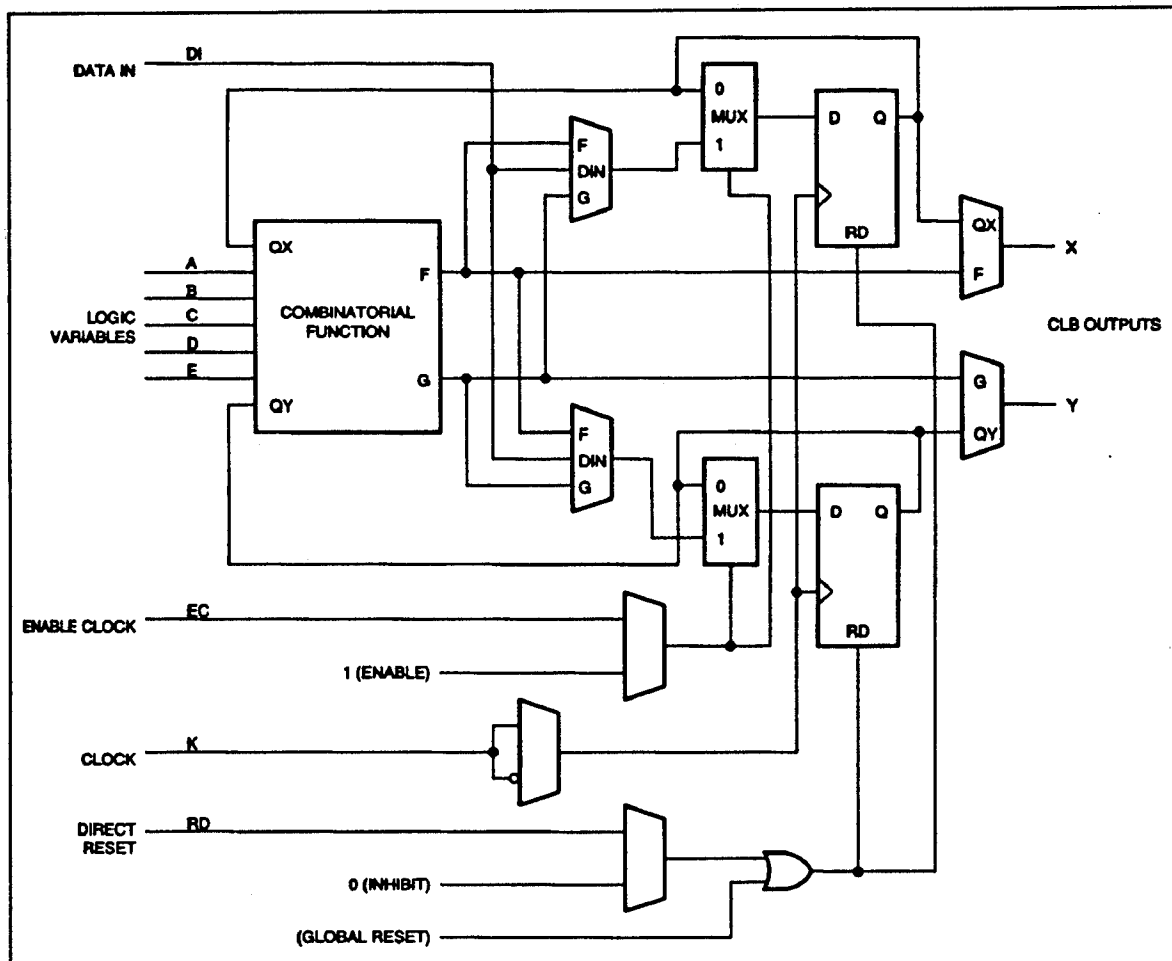 DI
DATA IN
0
MUX
1
D Q
RD
F
DIN
G
QX
F
X
QX
A
B
C
D
E
QY
LOGIC
VARIABLES
COMBINATORIAL
FUNCTION
F
G
CLB OUTPUTS
G
QY
Y
F
DIN
G
0
MUX
1
D Q
RD
ENABLE CLOCK
EC
1 (ENABLE)
CLOCK
K
DIRECT
RESET
RD
0 (INHIBIT)
(GLOBAL RESET)